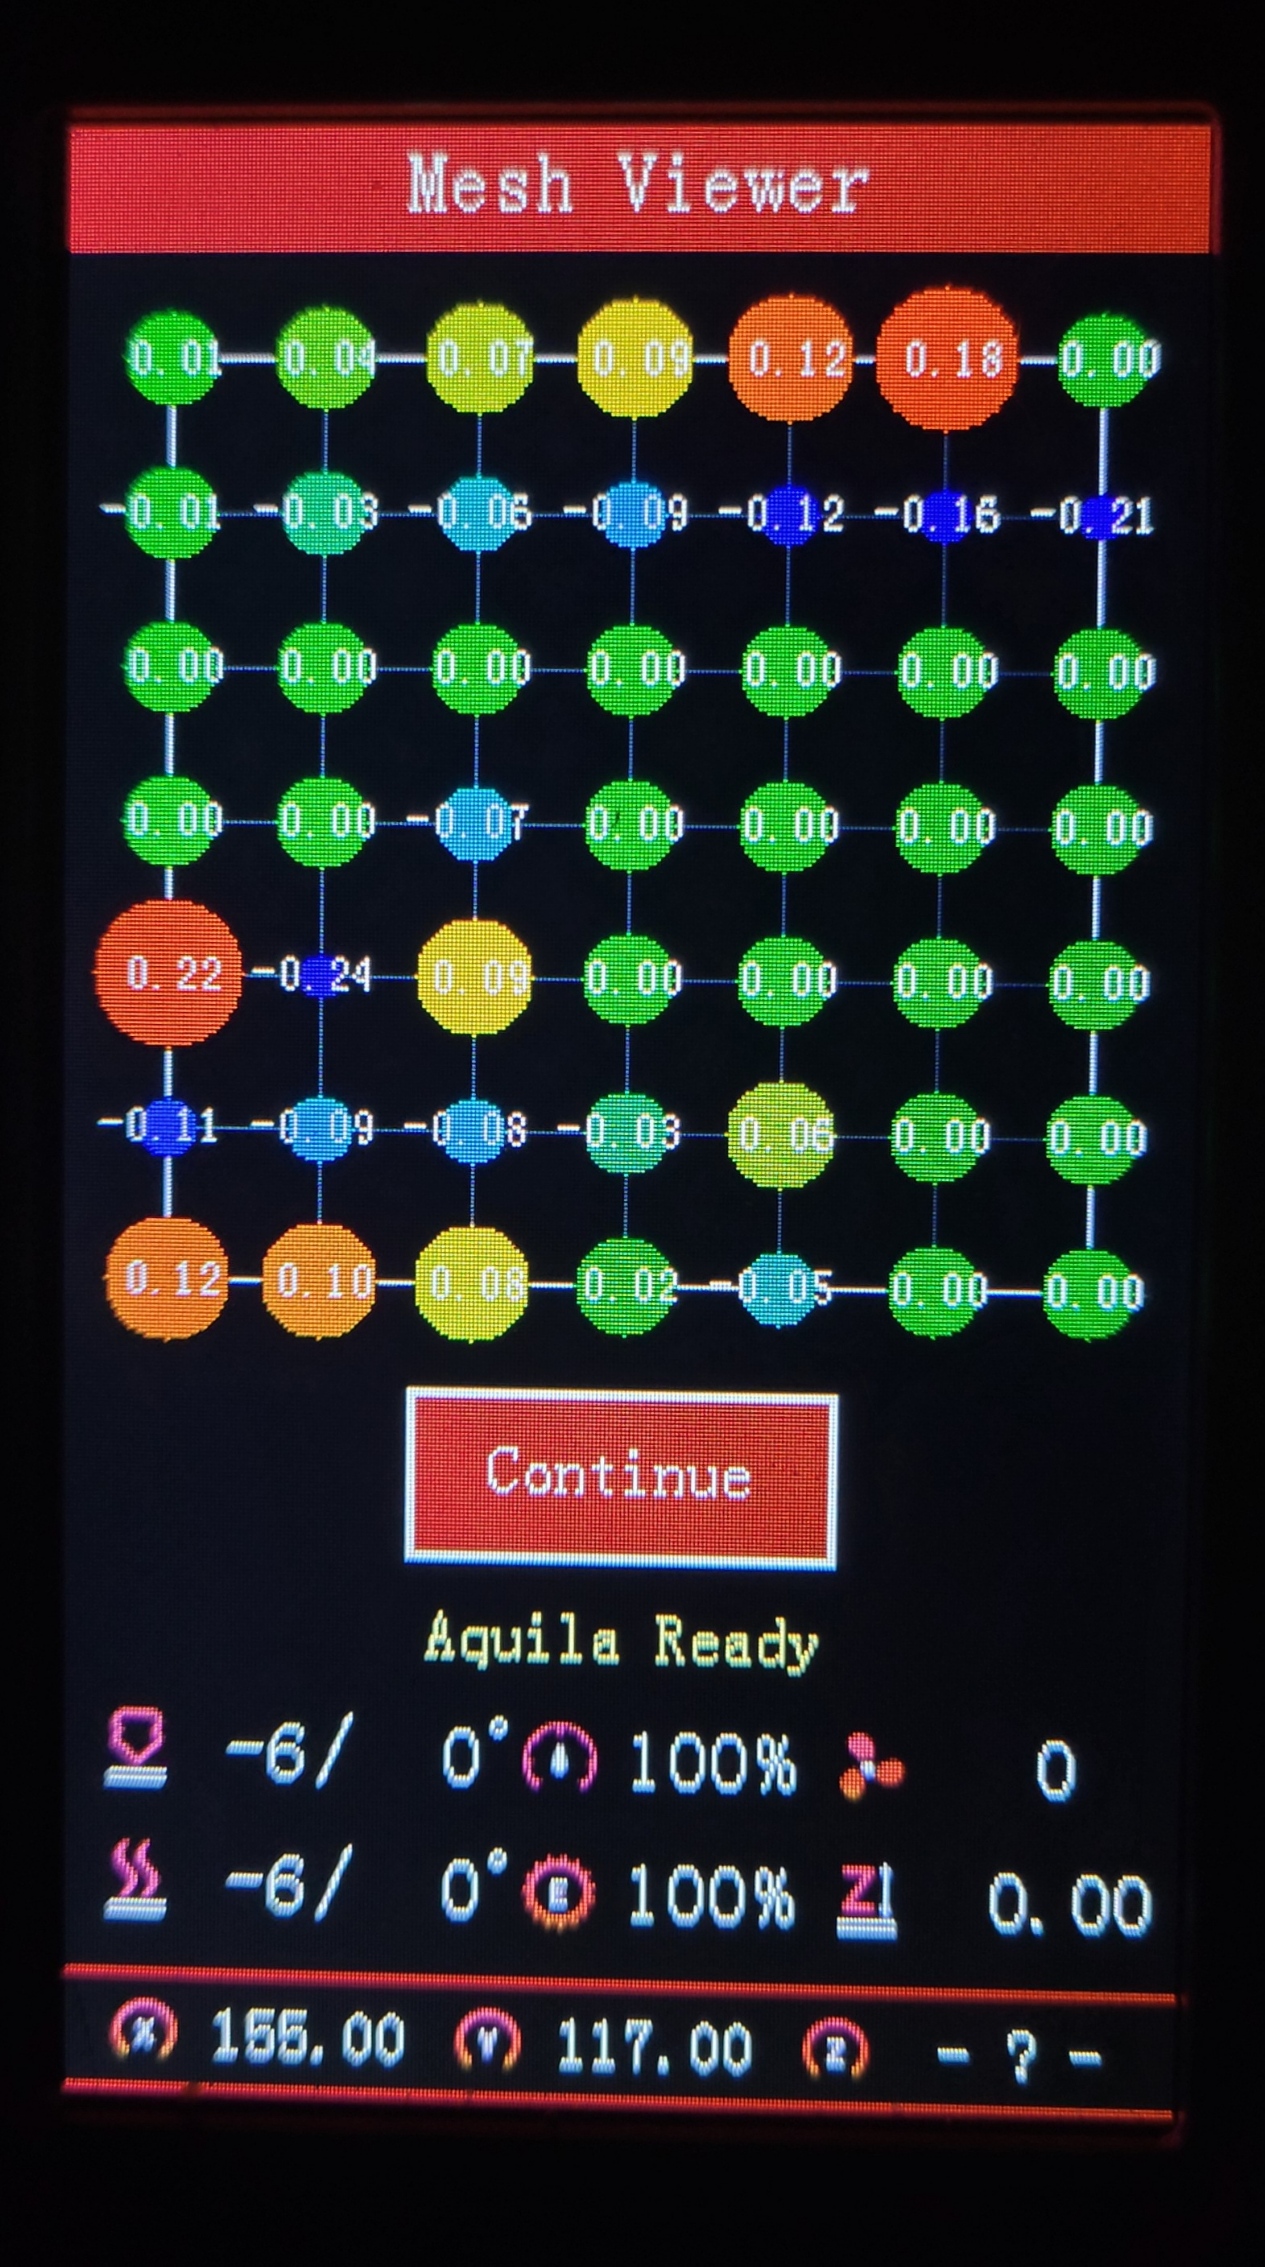 Mesh Viewer
0.01 0.04 0.07 0.09 0.12 0.18 0.00
-0.01 -0.03 -0.06 -0.09 -0.12 -0.16 -0.21
0.00 0.00 0.00 0.00 0.00 0.00 0.00
0.00 0.00 -0.07 0.00 0.00 0.00 0.00
0.22 -0.24 0.09 0.00 0.00 0.00 0.00
-0.11 -0.09 -0.08 -0.03 0.06 0.00 0.00
0.12 0.10 0.08 0.02 -0.05 0.00 0.00
Continue
Aquila Ready
-6/ 0° 100% 0
-6/ 0° E 100% Z 0.00
X 155.00 Y 117.00 Z - ? -